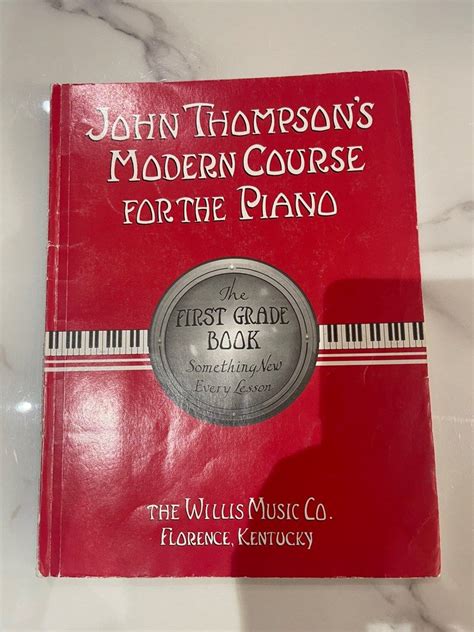 JOHN THOMPSON'S
MODERN COURSE
FOR THE PIANO
The
FIRST GRADE
BOOK
Something New
Every Lesson
THE WILLIS MUSIC CO.
FLORENCE, KENTUCKY